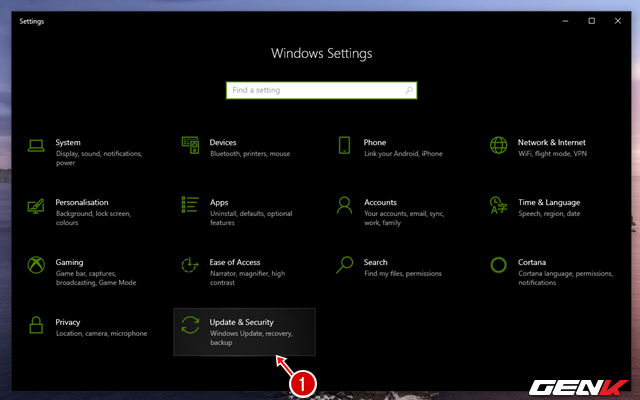 Settings
Windows Settings
Find a setting
System
Display, sound, notifications,
power
Devices
Bluetooth, printers, mouse
Phone
Link your Android, iPhone
Network & Internet
WiFi, flight mode, VPN
Personalisation
Background, lock screen,
colours
Apps
Uninstall, defaults, optional
features
Accounts
Your accounts, email, sync,
work, family
Time & Language
Speech, region, date
Gaming
Game bar, captures,
broadcasting, Game Mode
Ease of Access
Narrator, magnifier, high
contrast
Search
Find my files, permissions
Cortana
Cortana language, permissions,
notifications
Privacy
Location, camera, microphone
Update & Security
Windows Update, recovery,
backup
1
GENK